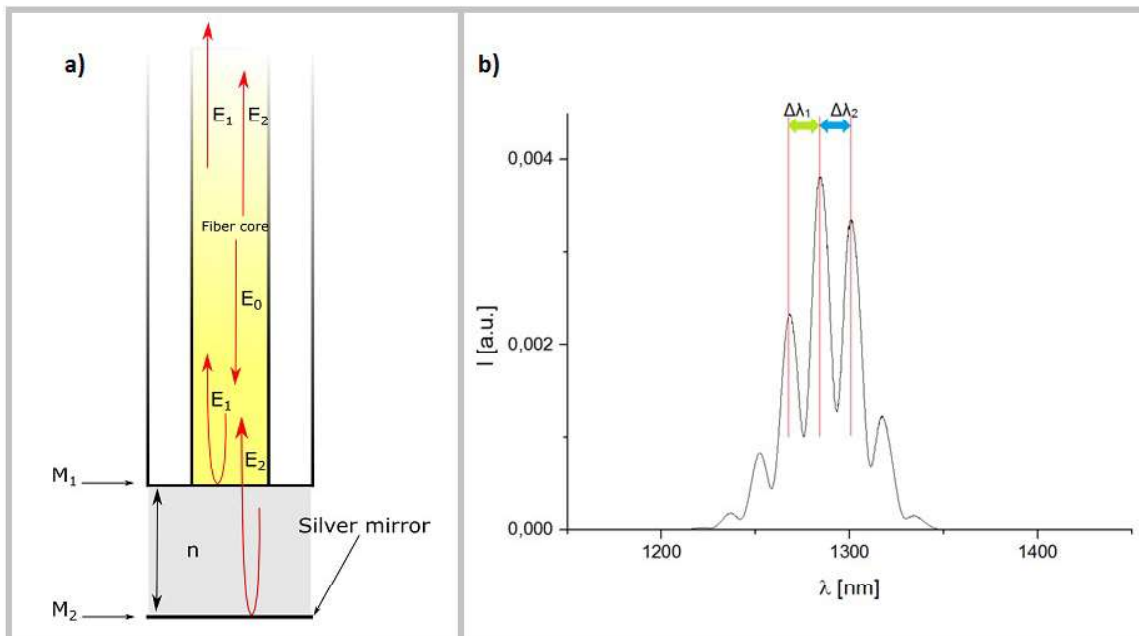 a)
E1
E2
Fiber core
E0
E1
E2
M1
n
Silver mirror
M2
b)
Δλ1
Δλ2
0,004
0,002
0,000
I [a.u.]
1200
1300
1400
λ [nm]